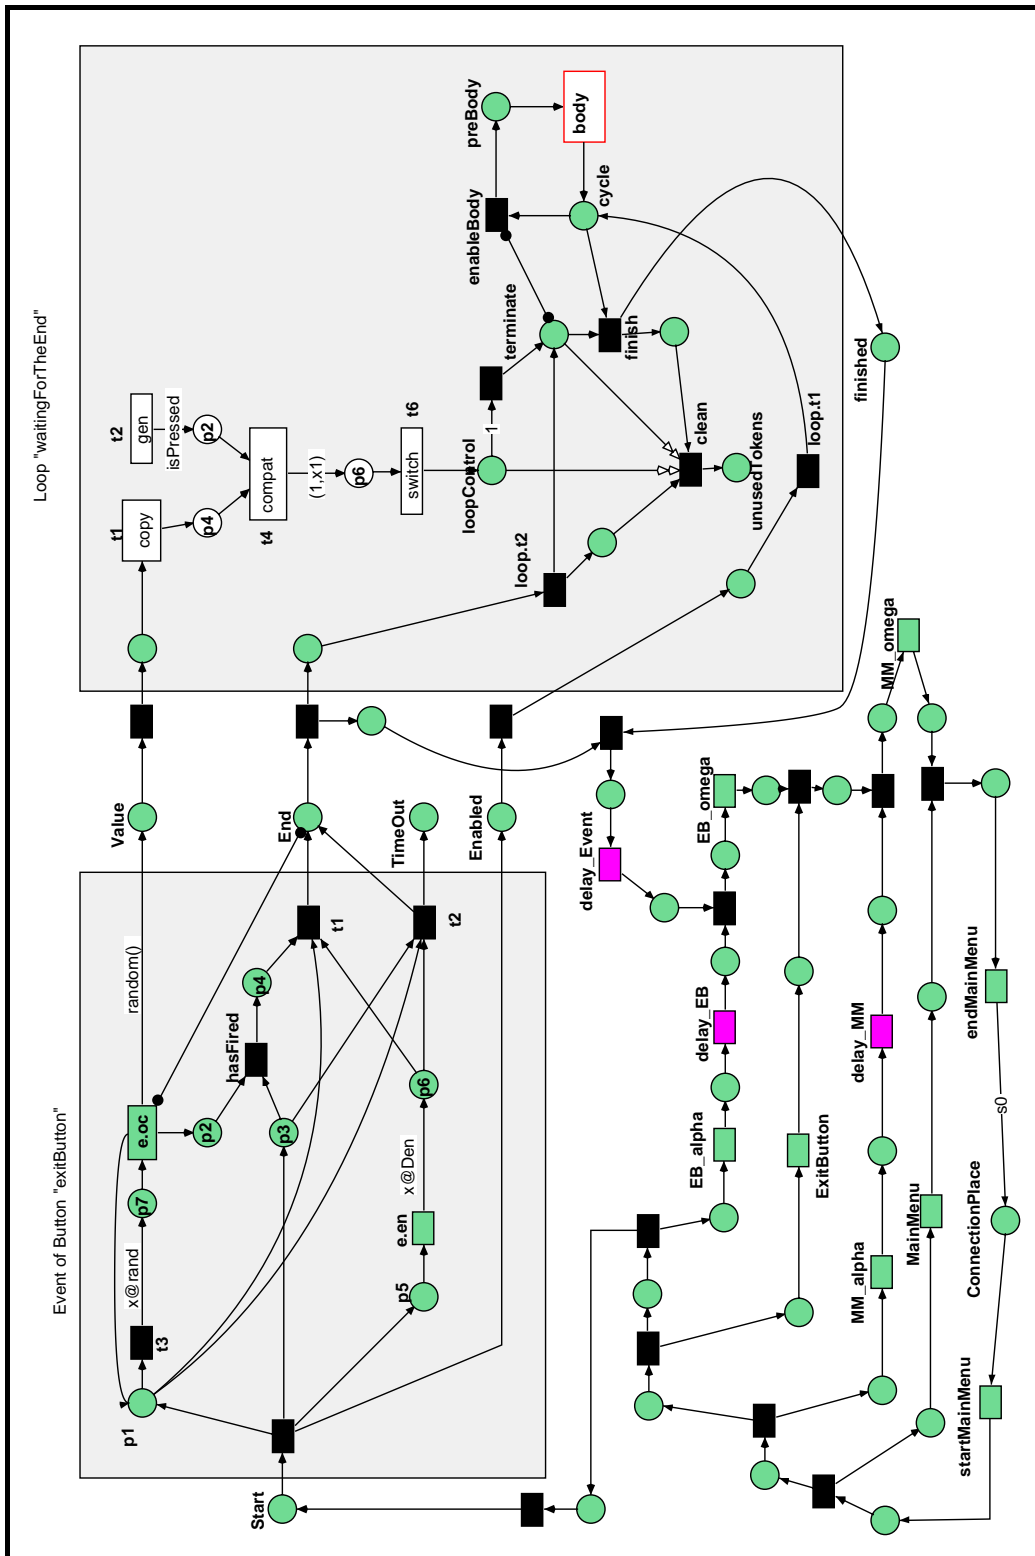 Loop "waitingForTheEnd"
t1
copy
t2
gen
isPressed
p4
p2
compat
t4
(1,x1)
p6
switch
t6
loopControl
1
terminate
enableBody
preBody
body
cycle
finish
clean
unusedTokens
loop.t2
loop.t1
finished
Event of Button "exitButton"
p1
t3
x@rand
p7
e.oc
random()
Value
p2
p3
hasFired
p4
t1
End
p5
e.en
x@Den
p6
t2
TimeOut
Enabled
Start
delay_Event
EB_alpha
delay_EB
EB_omega
ExitButton
MM_alpha
delay_MM
MM_omega
MainMenu
startMainMenu
ConnectionPlace
s0
endMainMenu